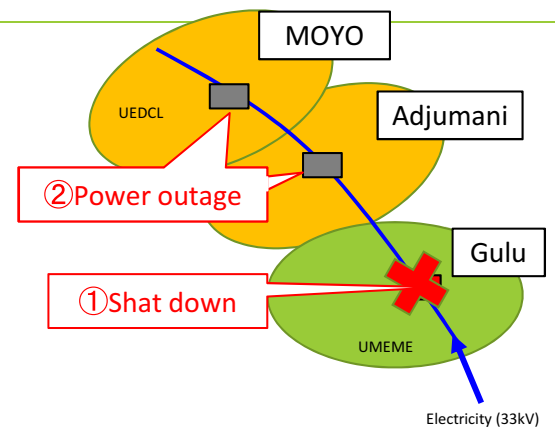 MOYO
UEDCL
Adjumani
②Power outage
Gulu
①Shat down
UMEME
Electricity (33kV)